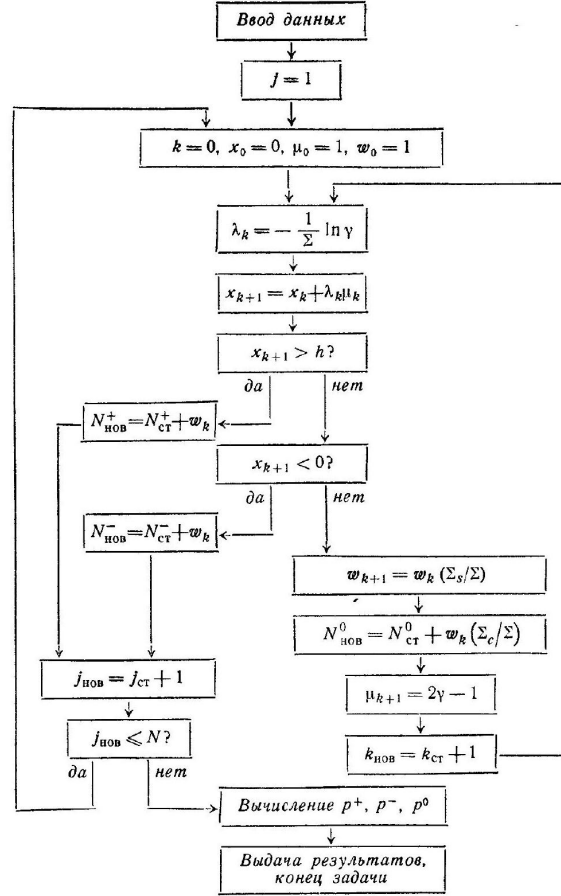 Ввод данных
j = 1
k = 0, x₀ = 0, μ₀ = 1, w₀ = 1
λₖ = − 1/Σ ln γ
xₖ₊₁ = xₖ + λₖμₖ
xₖ₊₁ > h?
да нет
N⁺нов = N⁺ст + wₖ
xₖ₊₁ < 0?
да нет
N⁻нов = N⁻ст + wₖ
wₖ₊₁ = wₖ (Σₛ/Σ)
N⁰нов = N⁰ст + wₖ (Σc/Σ)
jнов = jст + 1
μₖ₊₁ = 2γ − 1
jнов ⩽ N?
kнов = kст + 1
да нет
Вычисление p⁺, p⁻, p⁰
Выдача результатов,
конец задачи